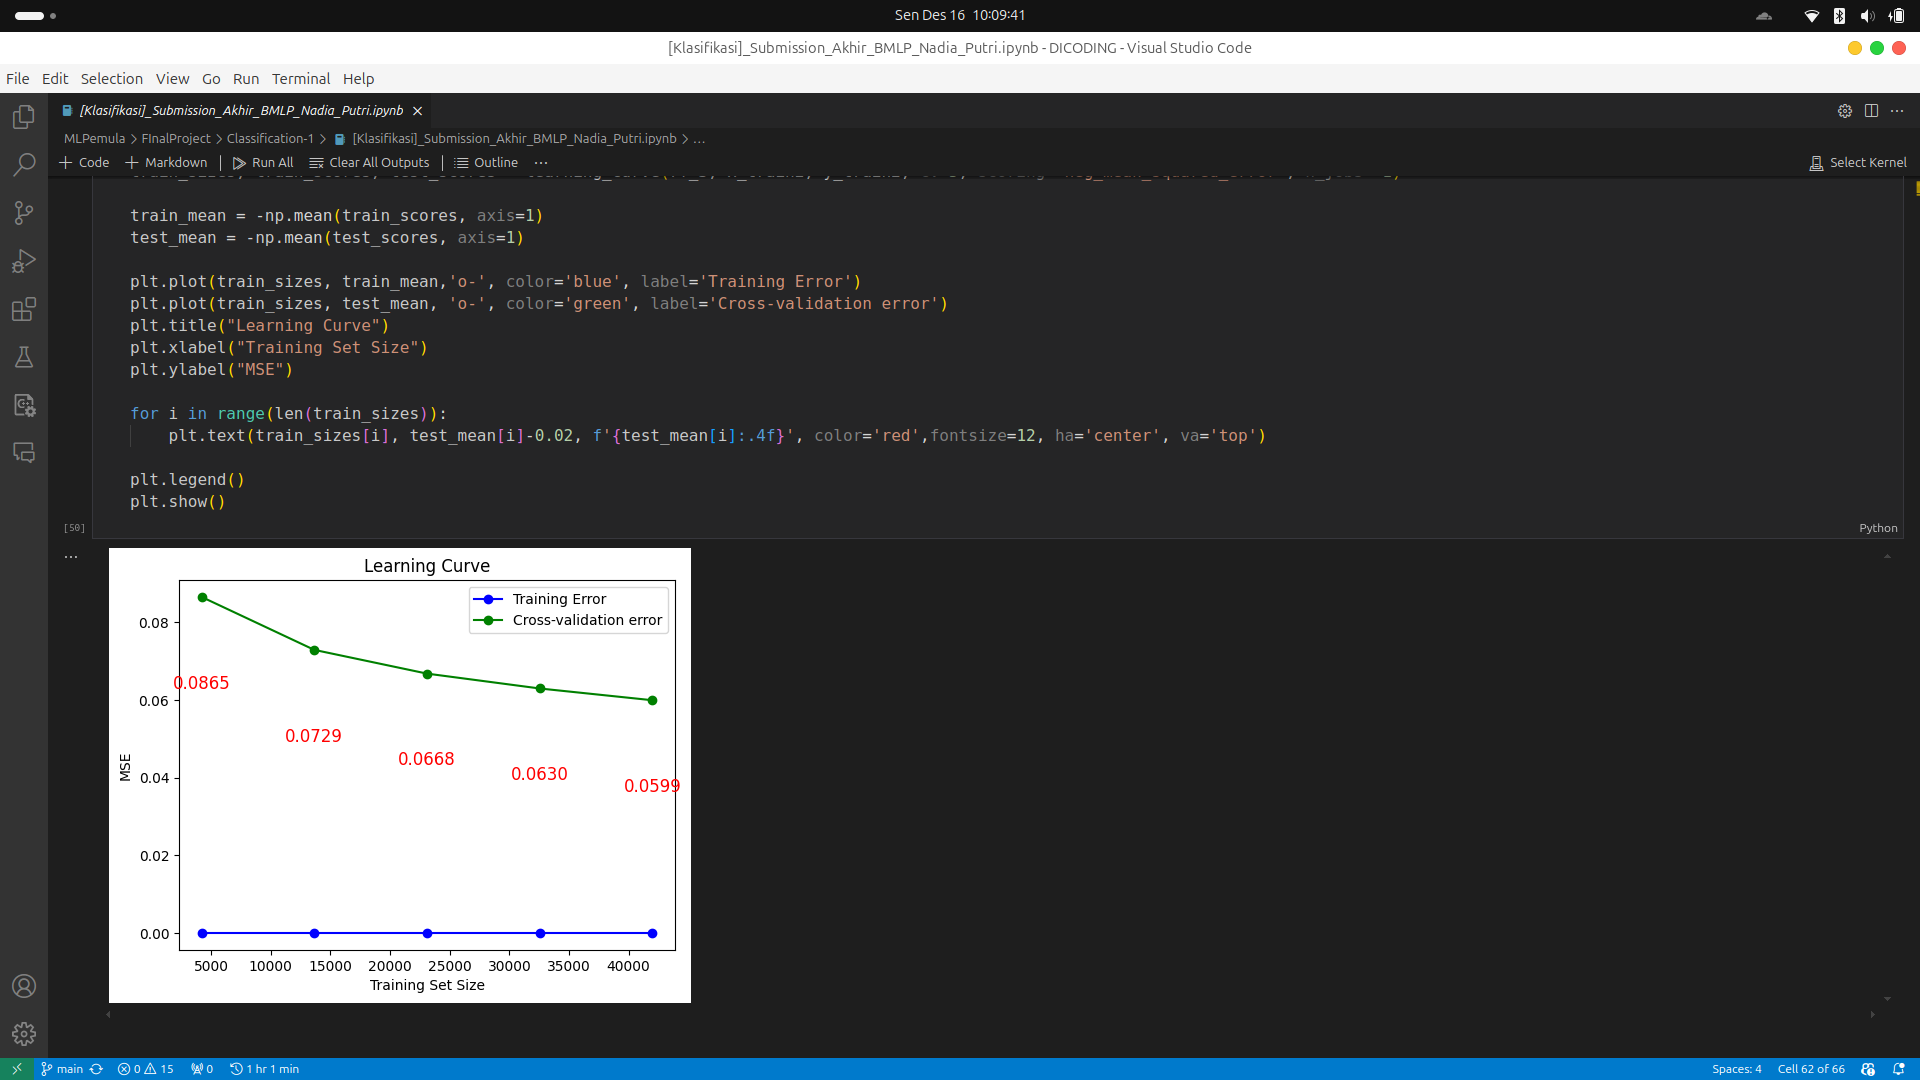 Sen Des 16 10:09:41
[Klasifikasi]_Submission_Akhir_BMLP_Nadia_Putri.ipynb - DICODING - Visual Studio Code
File Edit Selection View Go Run Terminal Help
[Klasifikasi]_Submission_Akhir_BMLP_Nadia_Putri.ipynb
MLPemula > FInalProject > Classification-1 > [Klasifikasi]_Submission_Akhir_BMLP_Nadia_Putri.ipynb > ...
+ Code + Markdown | Run All Clear All Outputs | Outline ...
Select Kernel
train_mean = -np.mean(train_scores, axis=1)
test_mean = -np.mean(test_scores, axis=1)
plt.plot(train_sizes, train_mean,'o-', color='blue', label='Training Error')
plt.plot(train_sizes, test_mean, 'o-', color='green', label='Cross-validation error')
plt.title("Learning Curve")
plt.xlabel("Training Set Size")
plt.ylabel("MSE")
for i in range(len(train_sizes)):
plt.text(train_sizes[i], test_mean[i]-0.02, f'{test_mean[i]:.4f}', color='red',fontsize=12, ha='center', va='top')
plt.legend()
plt.show()
[50]
Python
Learning Curve
Training Error
Cross-validation error
0.08
0.06
0.04
0.02
0.00
MSE
0.0865
0.0729
0.0668
0.0630
0.0599
5000 10000 15000 20000 25000 30000 35000 40000
Training Set Size
main 0 15 0 1 hr 1 min
Spaces: 4 Cell 62 of 66